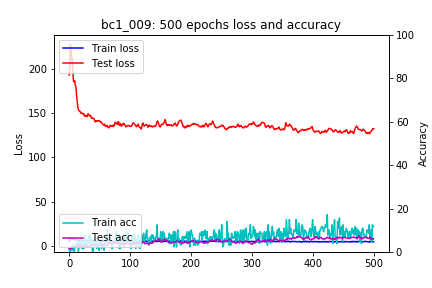 bc1_009: 500 epochs loss and accuracy
Train loss
Test loss
Train acc
Test acc
Loss
Accuracy
200
150
100
50
0
100
80
60
40
20
0
0
100
200
300
400
500